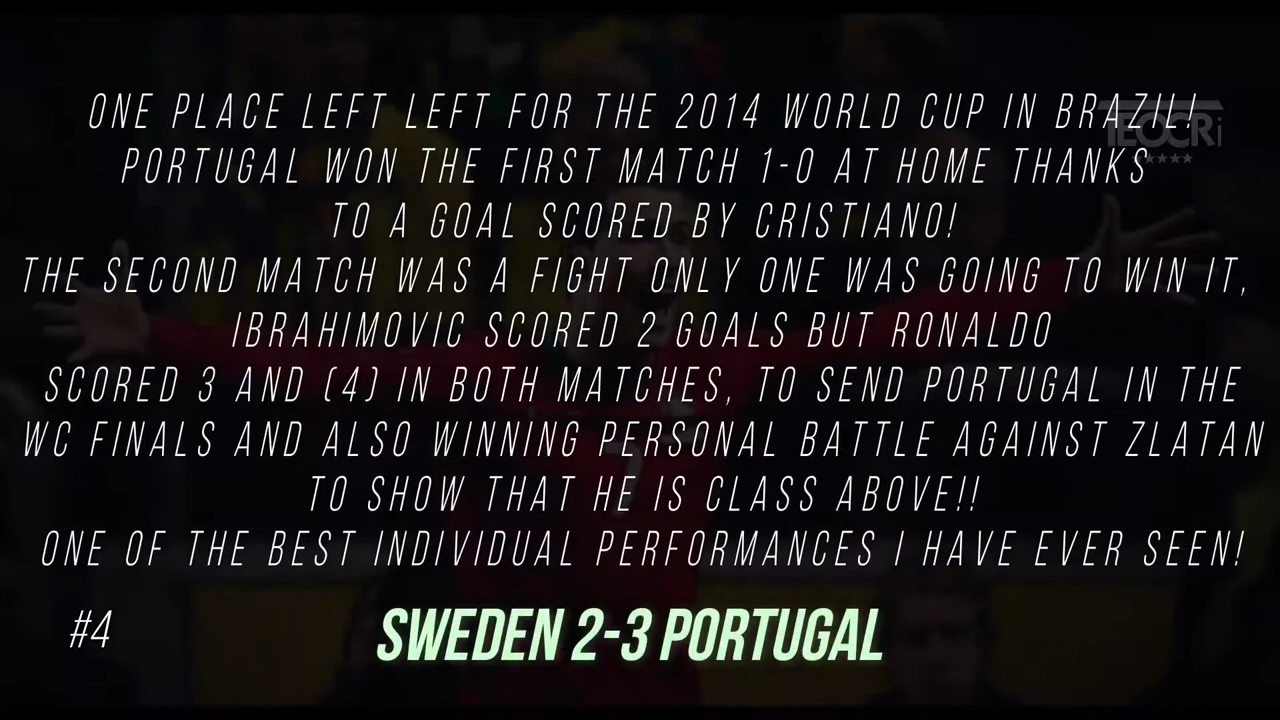 ONE PLACE LEFT LEFT FOR THE 2014 WORLD CUP IN BRAZIL!
TEOCRi
PORTUGAL WON THE FIRST MATCH 1-0 AT HOME THANKS
TO A GOAL SCORED BY CRISTIANO!
THE SECOND MATCH WAS A FIGHT ONLY ONE WAS GOING TO WIN IT,
IBRAHIMOVIC SCORED 2 GOALS BUT RONALDO
SCORED 3 AND (4) IN BOTH MATCHES, TO SEND PORTUGAL IN THE
WC FINALS AND ALSO WINNING PERSONAL BATTLE AGAINST ZLATAN
TO SHOW THAT HE IS CLASS ABOVE!!
ONE OF THE BEST INDIVIDUAL PERFORMANCES I HAVE EVER SEEN!
#4
SWEDEN 2-3 PORTUGAL